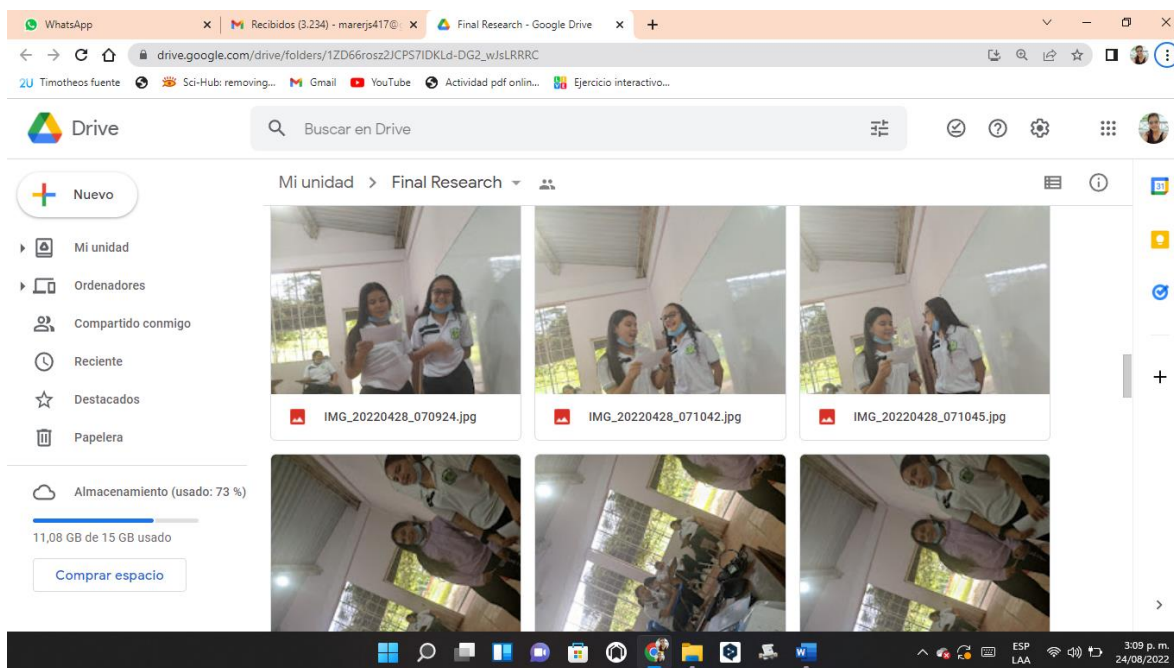 WhatsApp
Recibidos (3.234) - marerjs417@
Final Research - Google Drive
drive.google.com/drive/folders/1ZD66rosz2JCPS7IDKLd-DG2_wJsLRRRC
2U Timotheos fuente
Sci-Hub: removing...
Gmail
YouTube
Actividad pdf onlin...
Ejercicio interactivo...
Drive
Buscar en Drive
Nuevo
Mi unidad
Ordenadores
Compartido conmigo
Reciente
Destacados
Papelera
Almacenamiento (usado: 73 %)
11,08 GB de 15 GB usado
Comprar espacio
Mi unidad > Final Research
IMG_20220428_070924.jpg
IMG_20220428_071042.jpg
IMG_20220428_071045.jpg
31
ESP
LAA
3:09 p. m.
24/08/2022